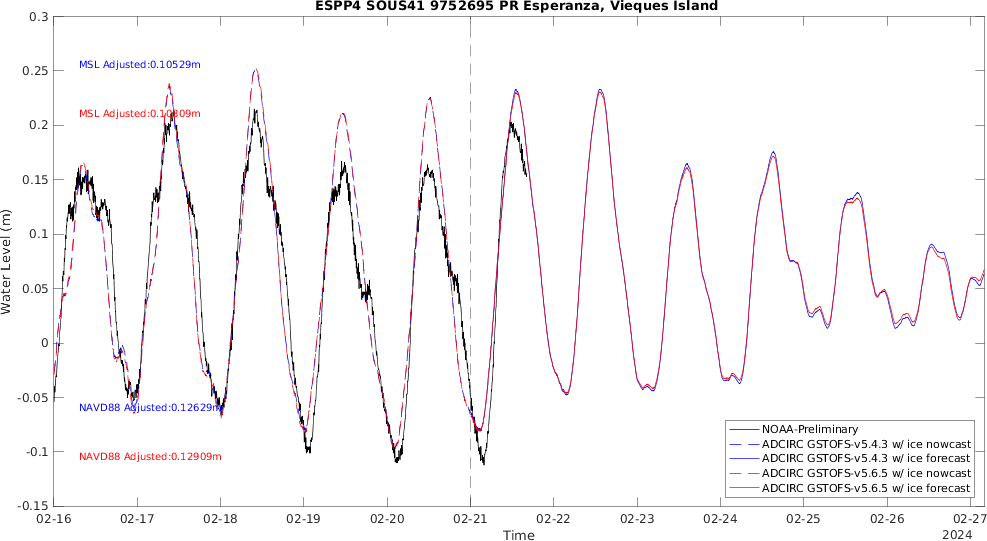 ESPP4 SOUS41 9752695 PR Esperanza, Vieques Island
0.3
0.25
0.2
0.15
0.1
0.05
0
-0.05
-0.1
-0.15
Water Level (m)
MSL Adjusted:0.10529m
MSL Adjusted:0.10809m
NAVD88 Adjusted:0.12629m
NAVD88 Adjusted:0.12909m
NOAA-Preliminary
ADCIRC GSTOFS-v5.4.3 w/ ice nowcast
ADCIRC GSTOFS-v5.4.3 w/ ice forecast
ADCIRC GSTOFS-v5.6.5 w/ ice nowcast
ADCIRC GSTOFS-v5.6.5 w/ ice forecast
02-16 02-17 02-18 02-19 02-20 02-21 02-22 02-23 02-24 02-25 02-26 02-27
Time
2024